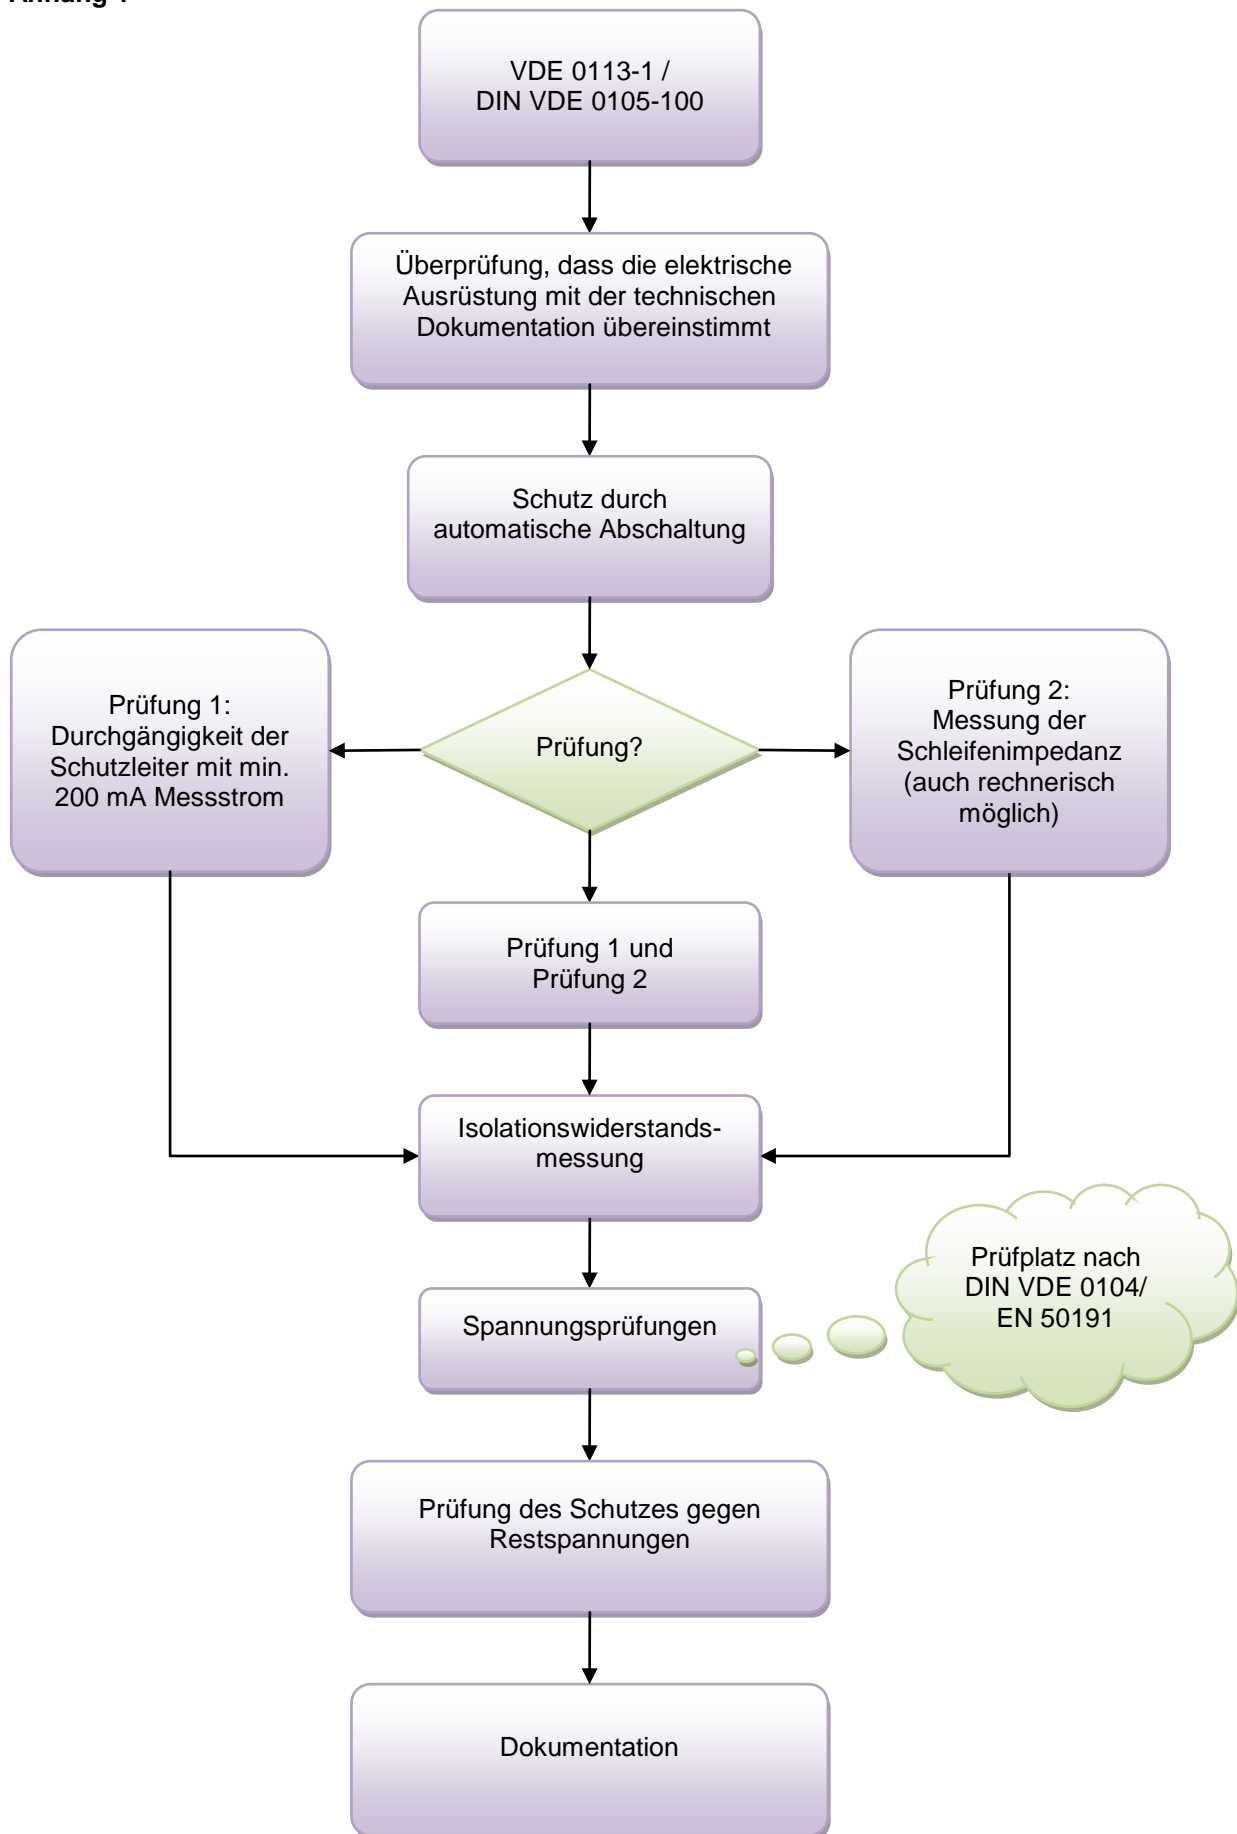 VDE 0113-1 /
DIN VDE 0105-100
Überprüfung, dass die elektrische
Ausrüstung mit der technischen
Dokumentation übereinstimmt
Schutz durch
automatische Abschaltung
Prüfung 1:
Durchgängigkeit der
Schutzleiter mit min.
200 mA Messstrom
Prüfung?
Prüfung 2:
Messung der
Schleifenimpedanz
(auch rechnerisch
möglich)
Prüfung 1 und
Prüfung 2
Isolationswiderstands-
messung
Prüfplatz nach
DIN VDE 0104/
EN 50191
Spannungsprüfungen
Prüfung des Schutzes gegen
Restspannungen
Dokumentation